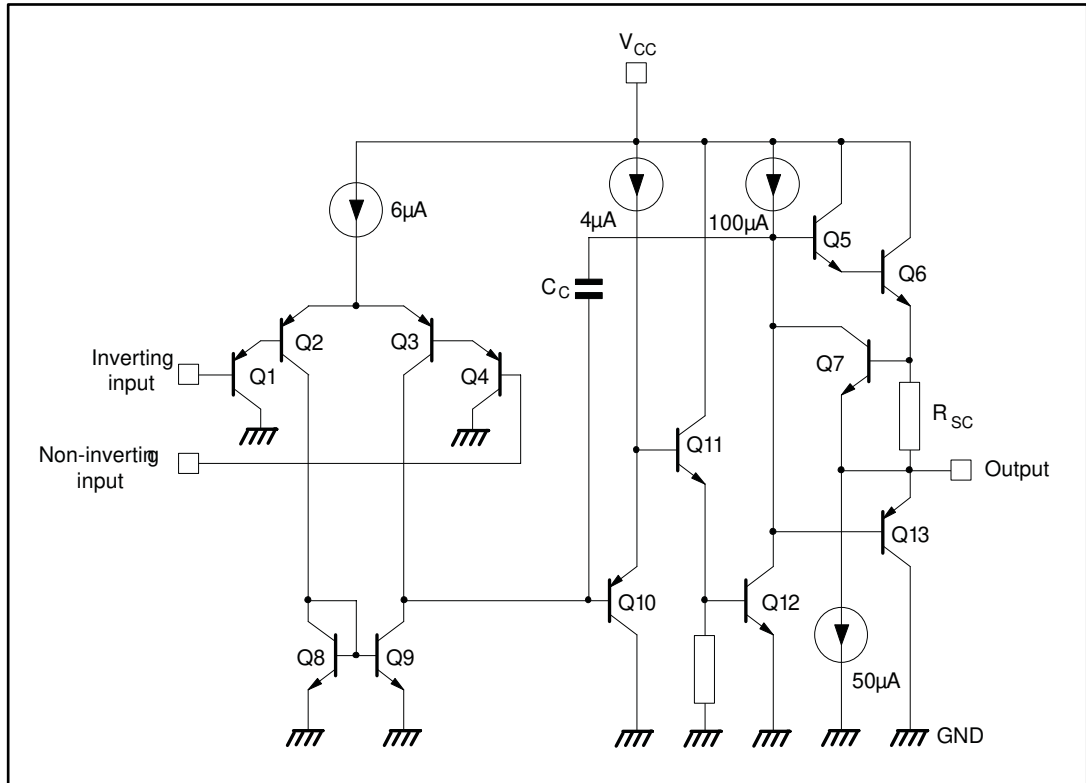 VCC
6µA
4µA
100µA
Q5
Q6
CC
Q2
Q3
Inverting
input
Q1
Q4
Q7
RSC
Non-inverting
input
Q11
Output
Q13
Q10
Q12
Q8
Q9
50µA
GND